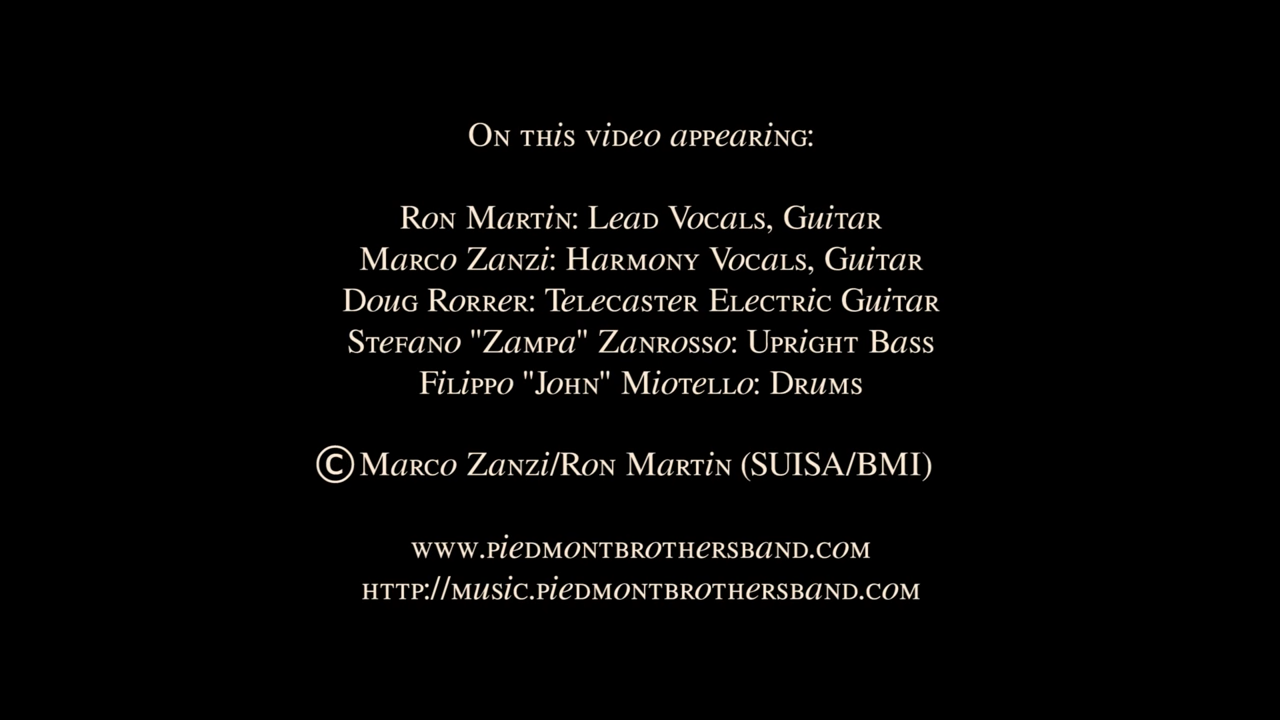 On this video appearing:
Ron Martin: Lead Vocals, Guitar
Marco Zanzi: Harmony Vocals, Guitar
Doug Rorrer: Telecaster Electric Guitar
Stefano "Zampa" Zanrosso: Upright Bass
Filippo "John" Miotello: Drums
©Marco Zanzi/Ron Martin (SUISA/BMI)
www.piedmontbrothersband.com
http://music.piedmontbrothersband.com